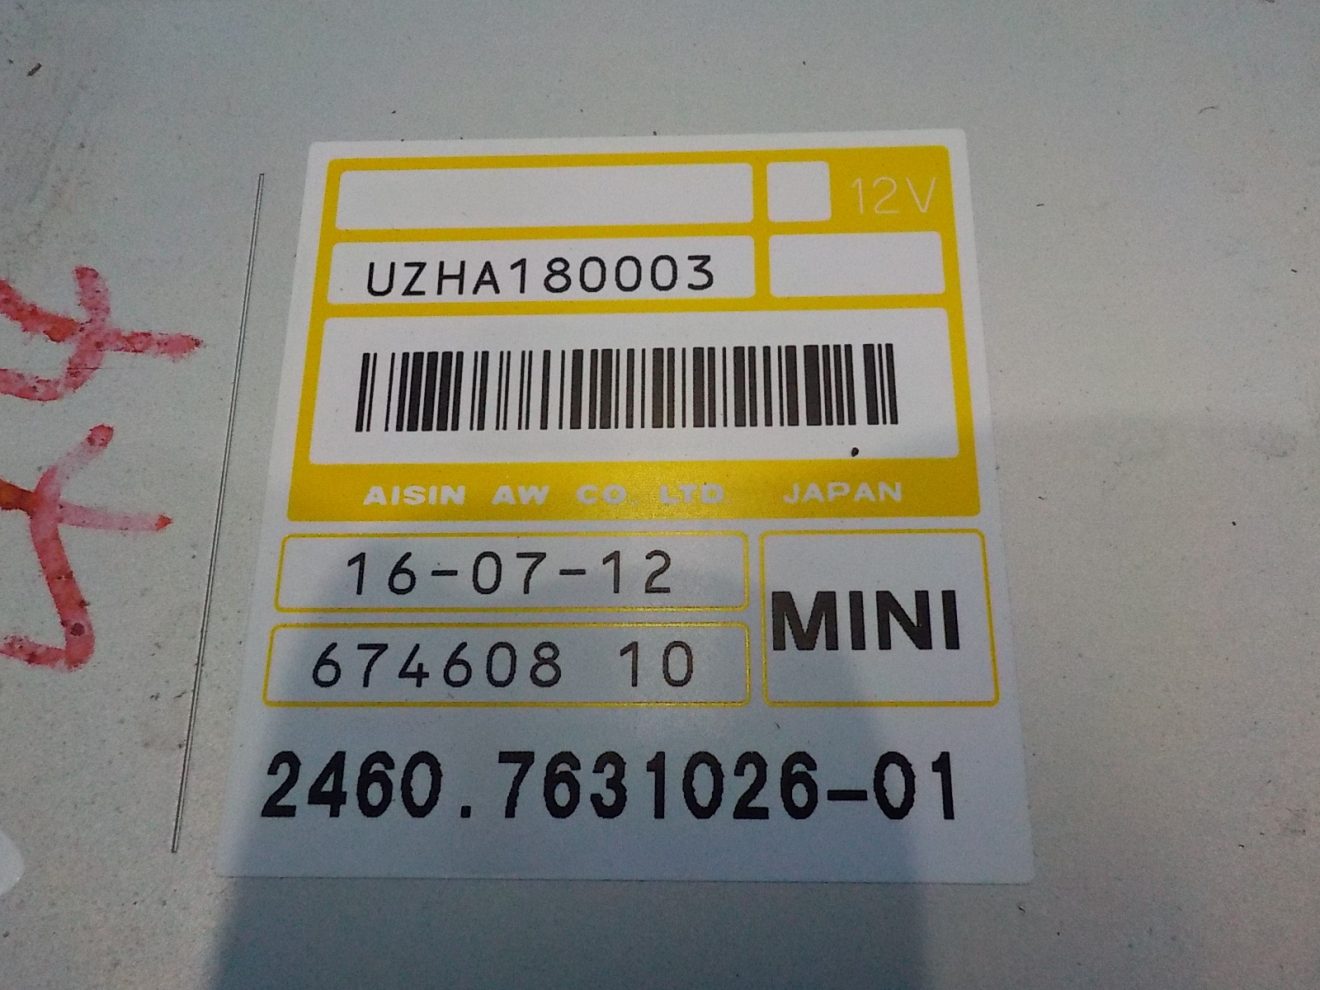 12V
UZHA180003
AISIN AW CO. LTD. JAPAN
16-07-12
MINI
674608 10
2460.7631026-01